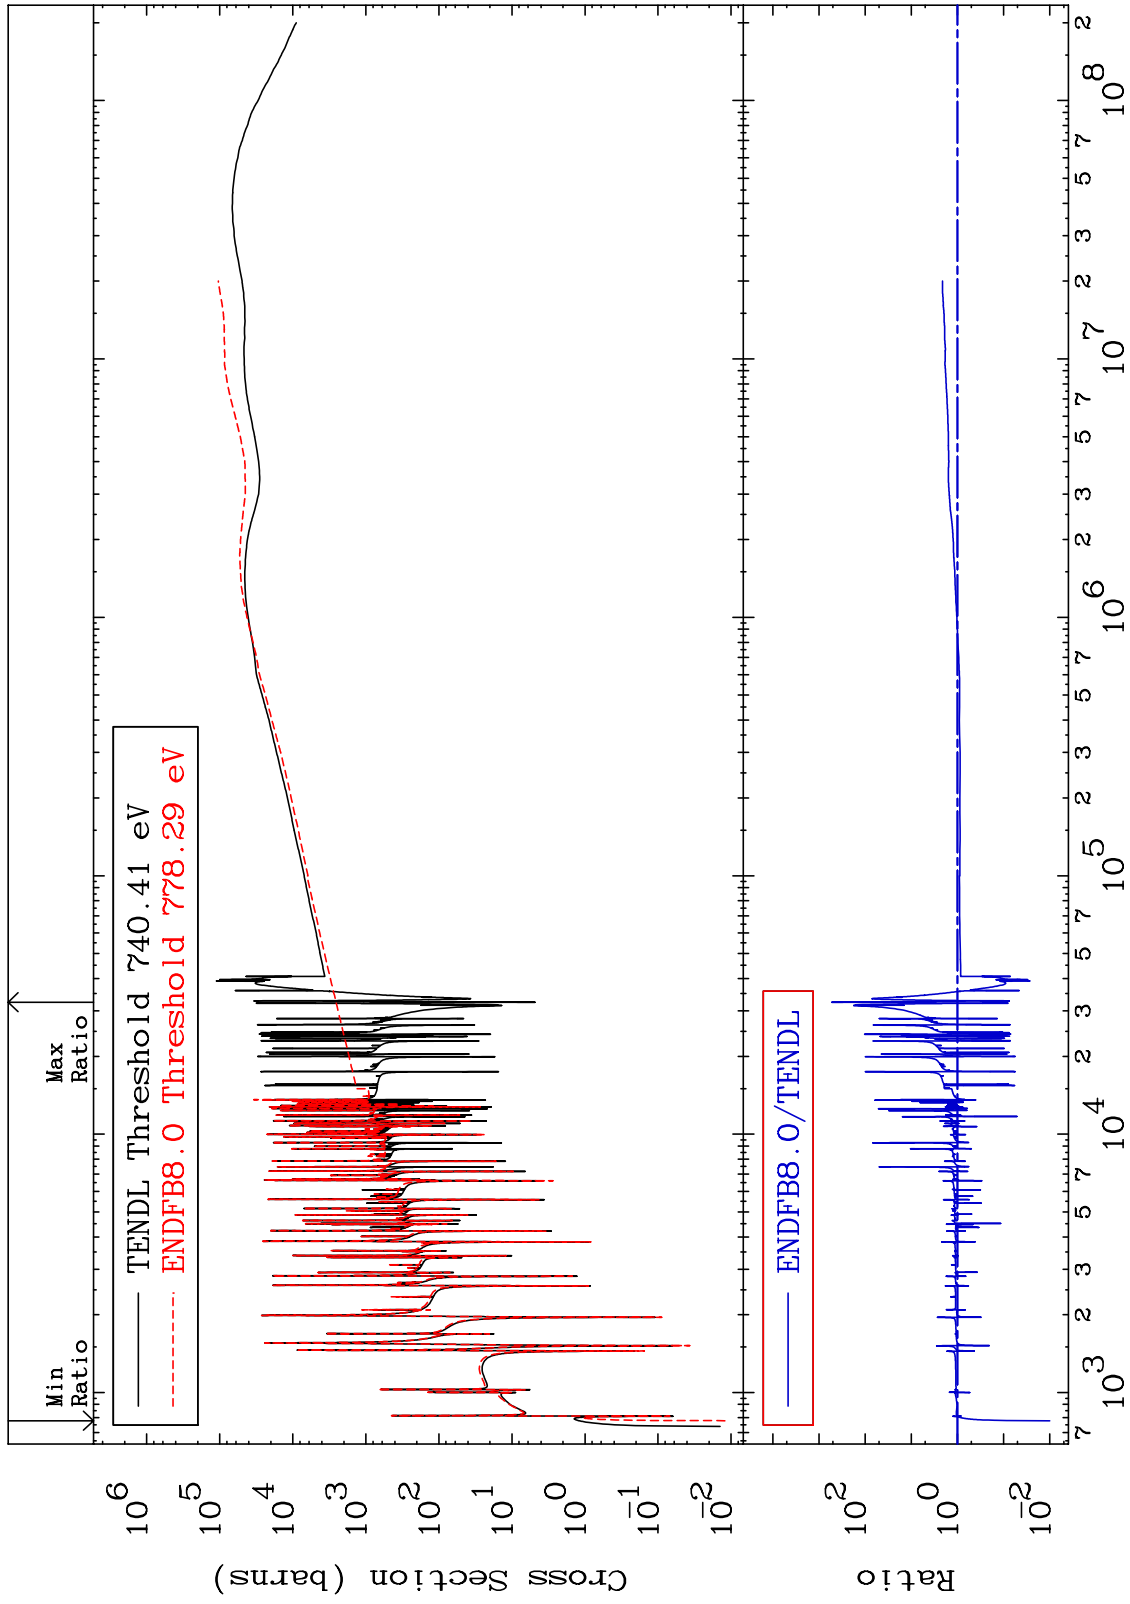 Min
Ratio
Max
Ratio
TENDL Threshold 740.41 eV
ENDFB8.0 Threshold 778.29 eV
Cross Section (barns)
10^6
10^5
10^4
10^3
10^2
10^1
10^0
10^-1
10^-2
ENDFB8.0/TENDL
Ratio
10^2
10^0
10^-2
7 10^3 2 3 5 7 10^4 2 3 5 7 10^5 2 3 5 7 10^6 2 3 5 7 10^7 2 3 5 7 10^8 2